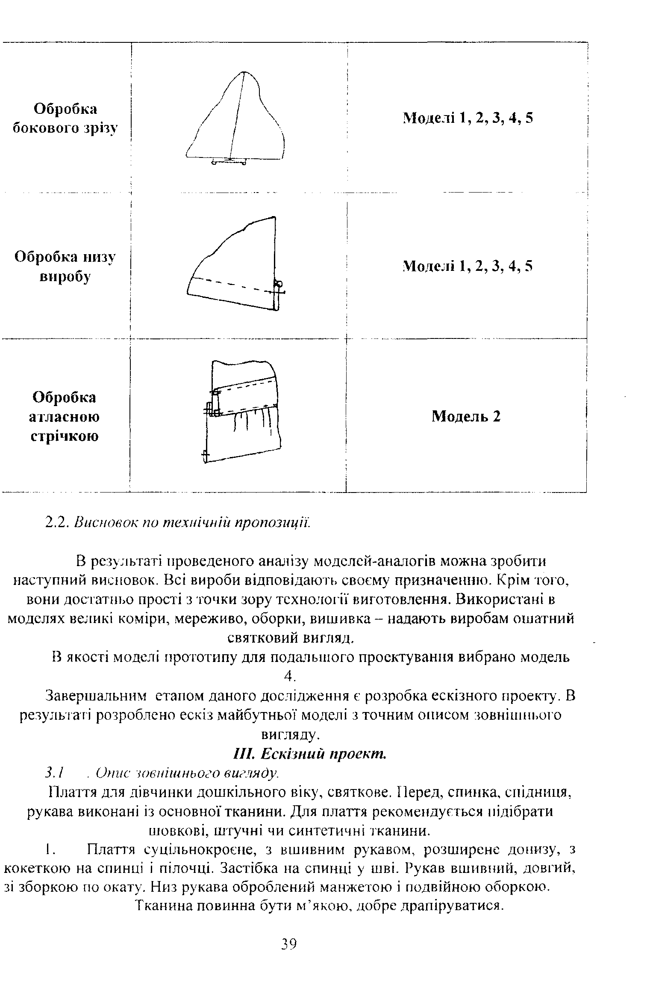 Обробка
бокового зрізу
Моделі 1, 2, 3, 4, 5
Обробка низу
виробу
Моделі 1, 2, 3, 4, 5
Обробка
атласною
стрічкою
Модель 2
2.2. Висновок по технічній пропозиції.
В результаті проведеного аналізу моделей-аналогів можна зробити
наступний висновок. Всі вироби відповідають своєму призначенню. Крім того,
вони достатньо прості з точки зору технології виготовлення. Використані в
моделях великі коміри, мереживо, оборки, вишивка – надають виробам ошатний
святковий вигляд.
В якості моделі прототипу для подальшого проектування вибрано модель
4.
Завершальним етапом даного дослідження є розробка ескізного проекту. В
результаті розроблено ескіз майбутньої моделі з точним описом зовнішнього
вигляду.
III. Ескізний проект.
3.1 . Опис зовнішнього вигляду.
Плаття для дівчинки дошкільного віку, святкове. Перед, спинка, спідниця,
рукава виконані із основної тканини. Для плаття рекомендується підібрати
шовкові, штучні чи синтетичні тканини.
1. Плаття суцільнокроєне, з вшивним рукавом, розширене донизу, з
кокеткою на спинці і пілочці. Застібка на спинці у шві. Рукав вшивний, довгий,
зі зборкою по окату. Низ рукава оброблений манжетою і подвійною оборкою.
Тканина повинна бути м’якою, добре драпіруватися.
39